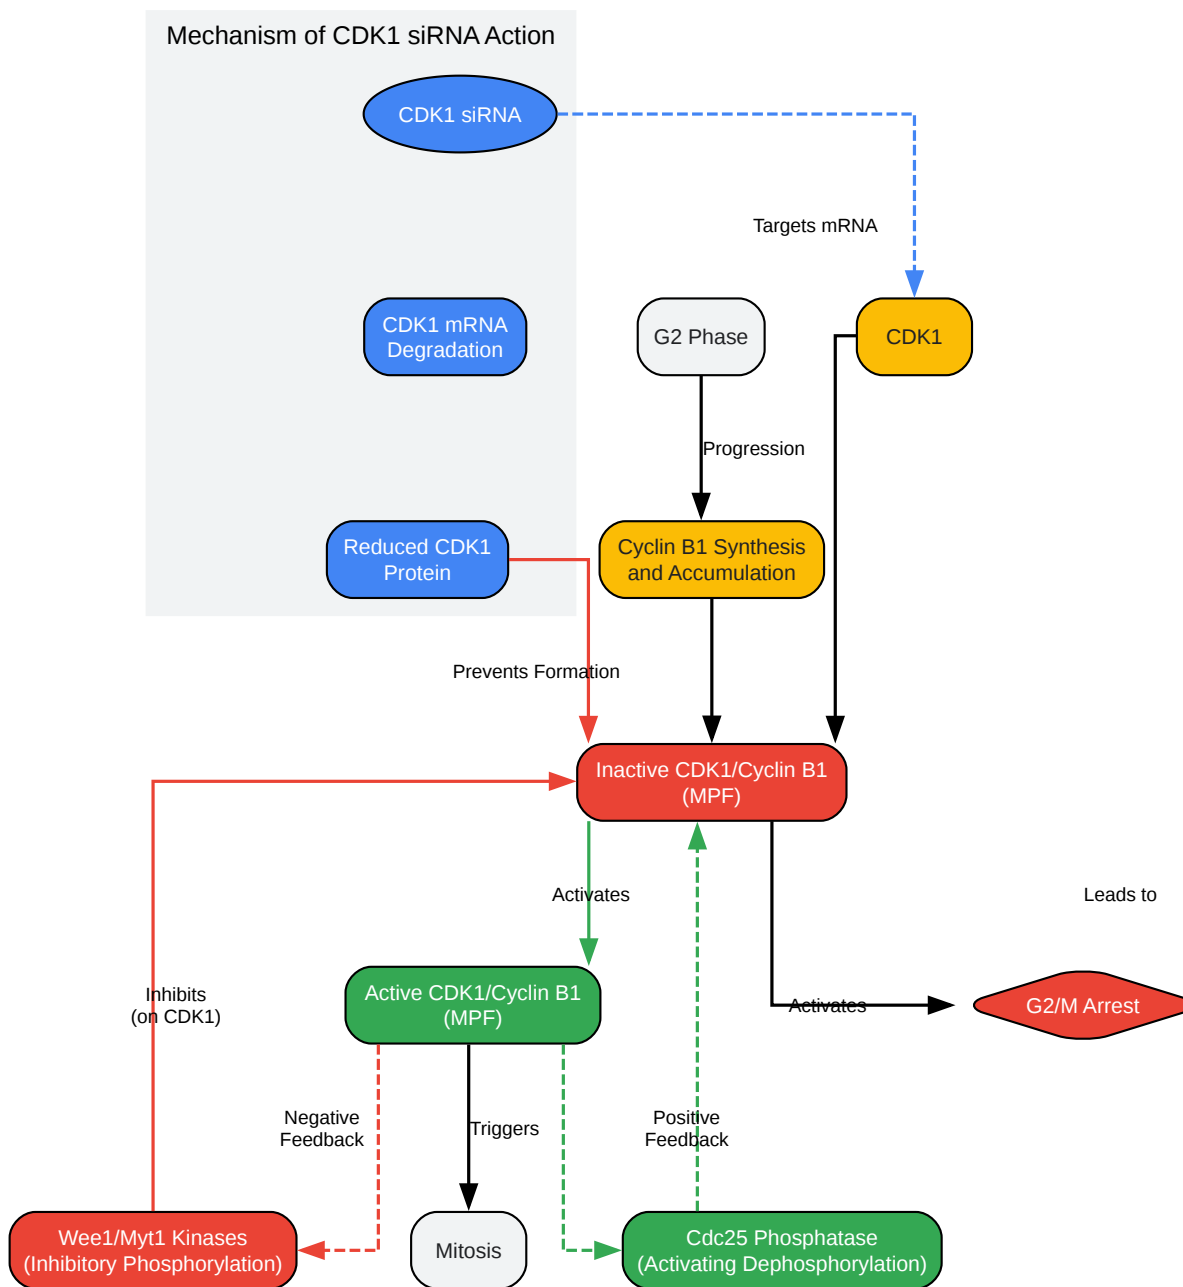 Mechanism of CDK1 siRNA Action
CDK1 siRNA
Targets mRNA
CDK1 mRNA
Degradation
G2 Phase
CDK1
Progression
Reduced CDK1
Protein
Cyclin B1 Synthesis
and Accumulation
Prevents Formation
Inactive CDK1/Cyclin B1
(MPF)
Activates
Leads to
Active CDK1/Cyclin B1
(MPF)
Inhibits
(on CDK1)
Activates
G2/M Arrest
Negative
Feedback
Triggers
Positive
Feedback
Wee1/Myt1 Kinases
(Inhibitory Phosphorylation)
Mitosis
Cdc25 Phosphatase
(Activating Dephosphorylation)